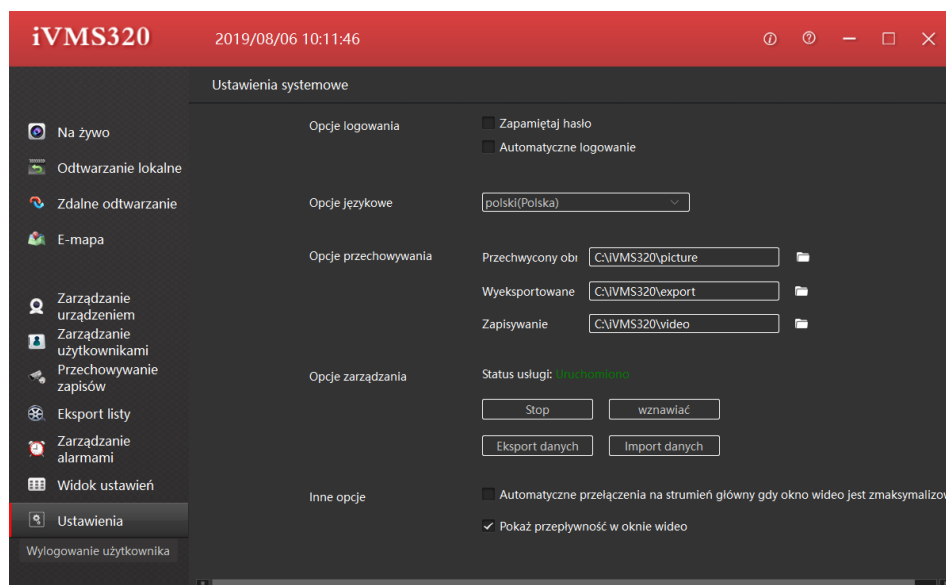 iVMS320
2019/08/06 10:11:46
Ustawienia systemowe
Na żywo
Odtwarzanie lokalne
Zdalne odtwarzanie
E-mapa
Zarządzanie
urządzeniem
Zarządzanie
użytkownikami
Przechowywanie
zapisów
Eksport listy
Zarządzanie
alarmami
Widok ustawień
Ustawienia
Wylogowanie użytkownika
Opcje logowania
Zapamiętaj hasło
Automatyczne logowanie
Opcje językowe
polski(Polska)
Opcje przechowywania
Przechwycony obr
C:\iVMS320\picture
Wyeksportowane
C:\iVMS320\export
Zapisywanie
C:\iVMS320\video
Opcje zarządzania
Status usługi: Uruchomiono
Stop
wznawiać
Eksport danych
Import danych
Inne opcje
Automatyczne przełączenia na strumień główny gdy okno wideo jest zmaksymalizow
Pokaż przepływność w oknie wideo